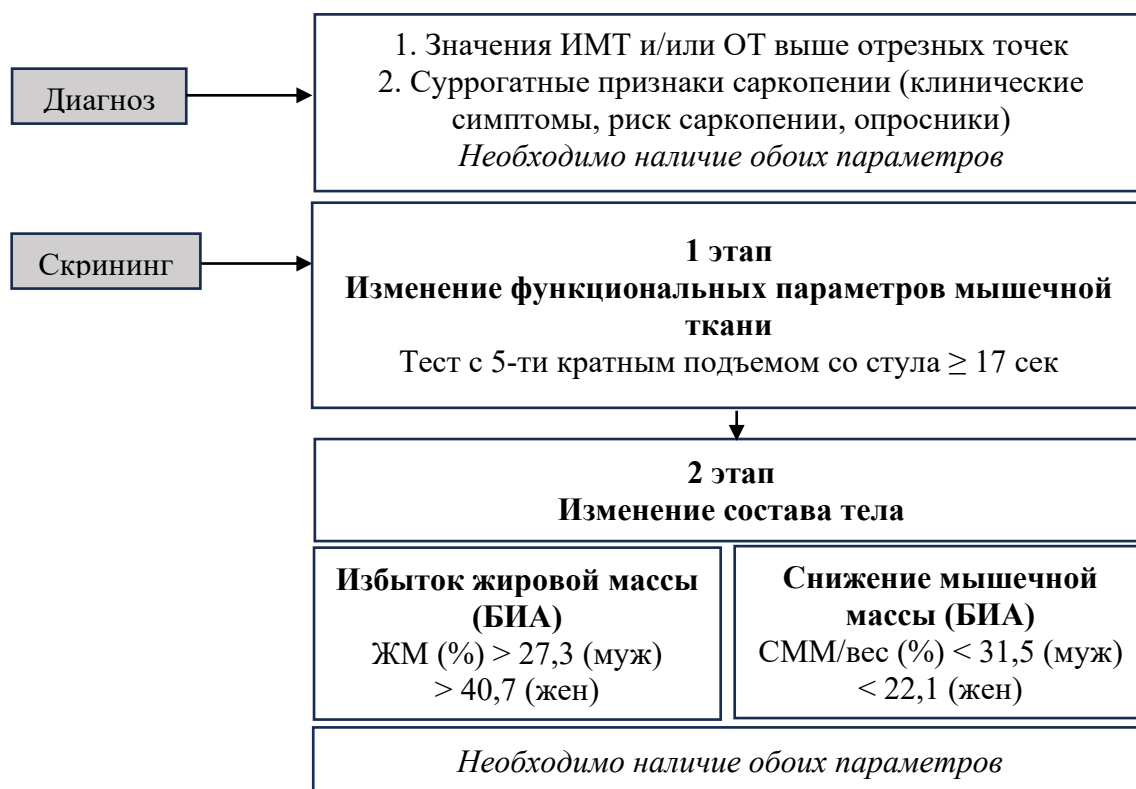 Диагноз
1. Значения ИМТ и/или ОТ выше отрезных точек
2. Суррогатные признаки саркопении (клинические
симптомы, риск саркопении, опросники)
Необходимо наличие обоих параметров
Скрининг
1 этап
Изменение функциональных параметров мышечной
ткани
Тест с 5-ти кратным подъемом со стула ≥ 17 сек
2 этап
Изменение состава тела
Избыток жировой массы
(БИА)
ЖМ (%) > 27,3 (муж)
> 40,7 (жен)
Снижение мышечной
массы (БИА)
СММ/вес (%) < 31,5 (муж)
< 22,1 (жен)
Необходимо наличие обоих параметров